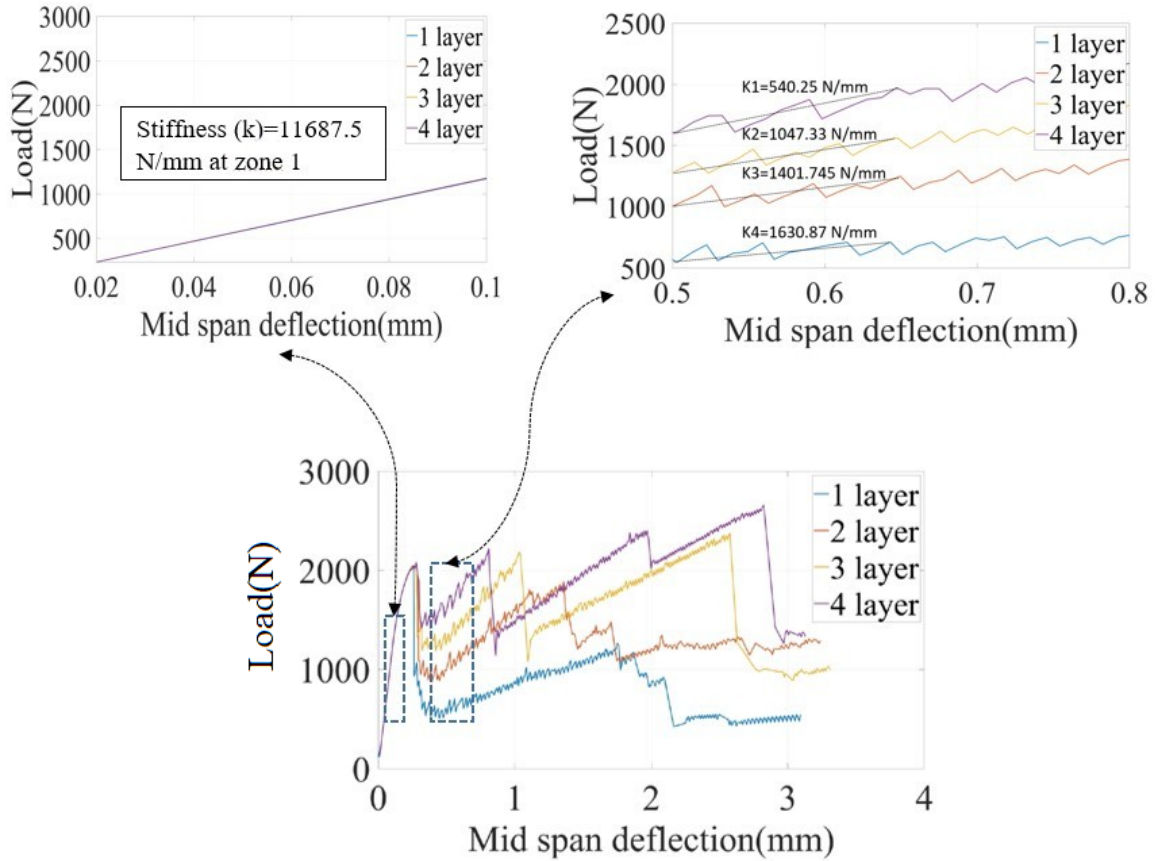 3000
2500
2000
1500
1000
500
Load(N)
1 layer
2 layer
3 layer
4 layer
Stiffness (k)=11687.5
N/mm at zone 1
0.02
0.04
0.06
0.08
0.1
Mid span deflection(mm)
2500
2000
1500
1000
500
Load(N)
1 layer
2 layer
3 layer
4 layer
K1=540.25 N/mm
K2=1047.33 N/mm
K3=1401.745 N/mm
K4=1630.87 N/mm
0.5
0.6
0.7
0.8
Mid span deflection(mm)
3000
2000
1000
0
Load(N)
1 layer
2 layer
3 layer
4 layer
0
1
2
3
4
Mid span deflection(mm)